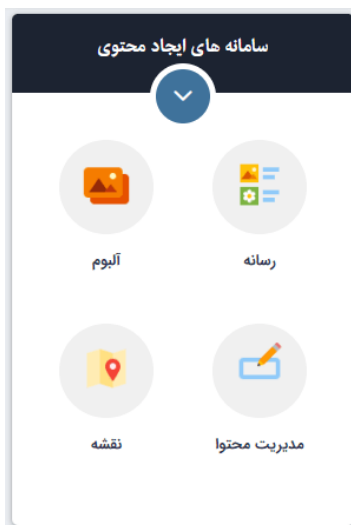 سامانه های ایجاد محتوی
رسانه
آلبوم
مدیریت محتوا
نقشه